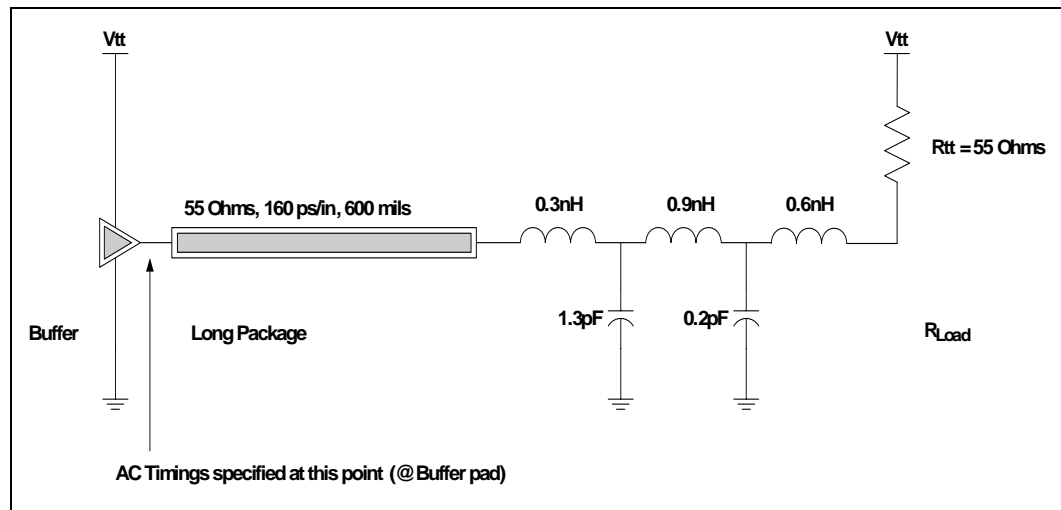 Vtt
Vtt
Rtt = 55 Ohms
55 Ohms, 160 ps/in, 600 mils
0.3nH
0.9nH
0.6nH
1.3pF
0.2pF
Buffer
Long Package
RLoad
AC Timings specified at this point (@ Buffer pad)